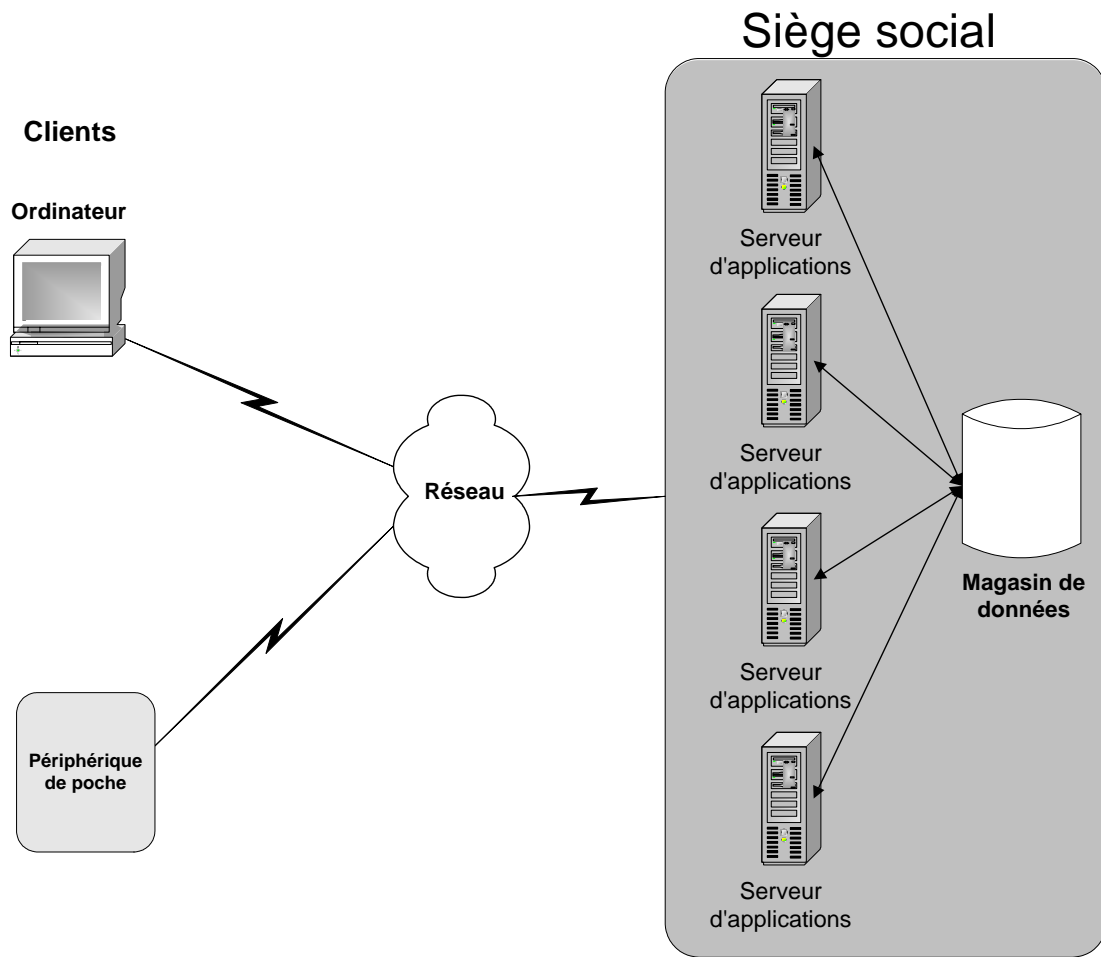 Siège social
Clients
Ordinateur
Serveur
d'applications
Serveur
d'applications
Réseau
Magasin de
données
Serveur
d'applications
Périphérique
de poche
Serveur
d'applications